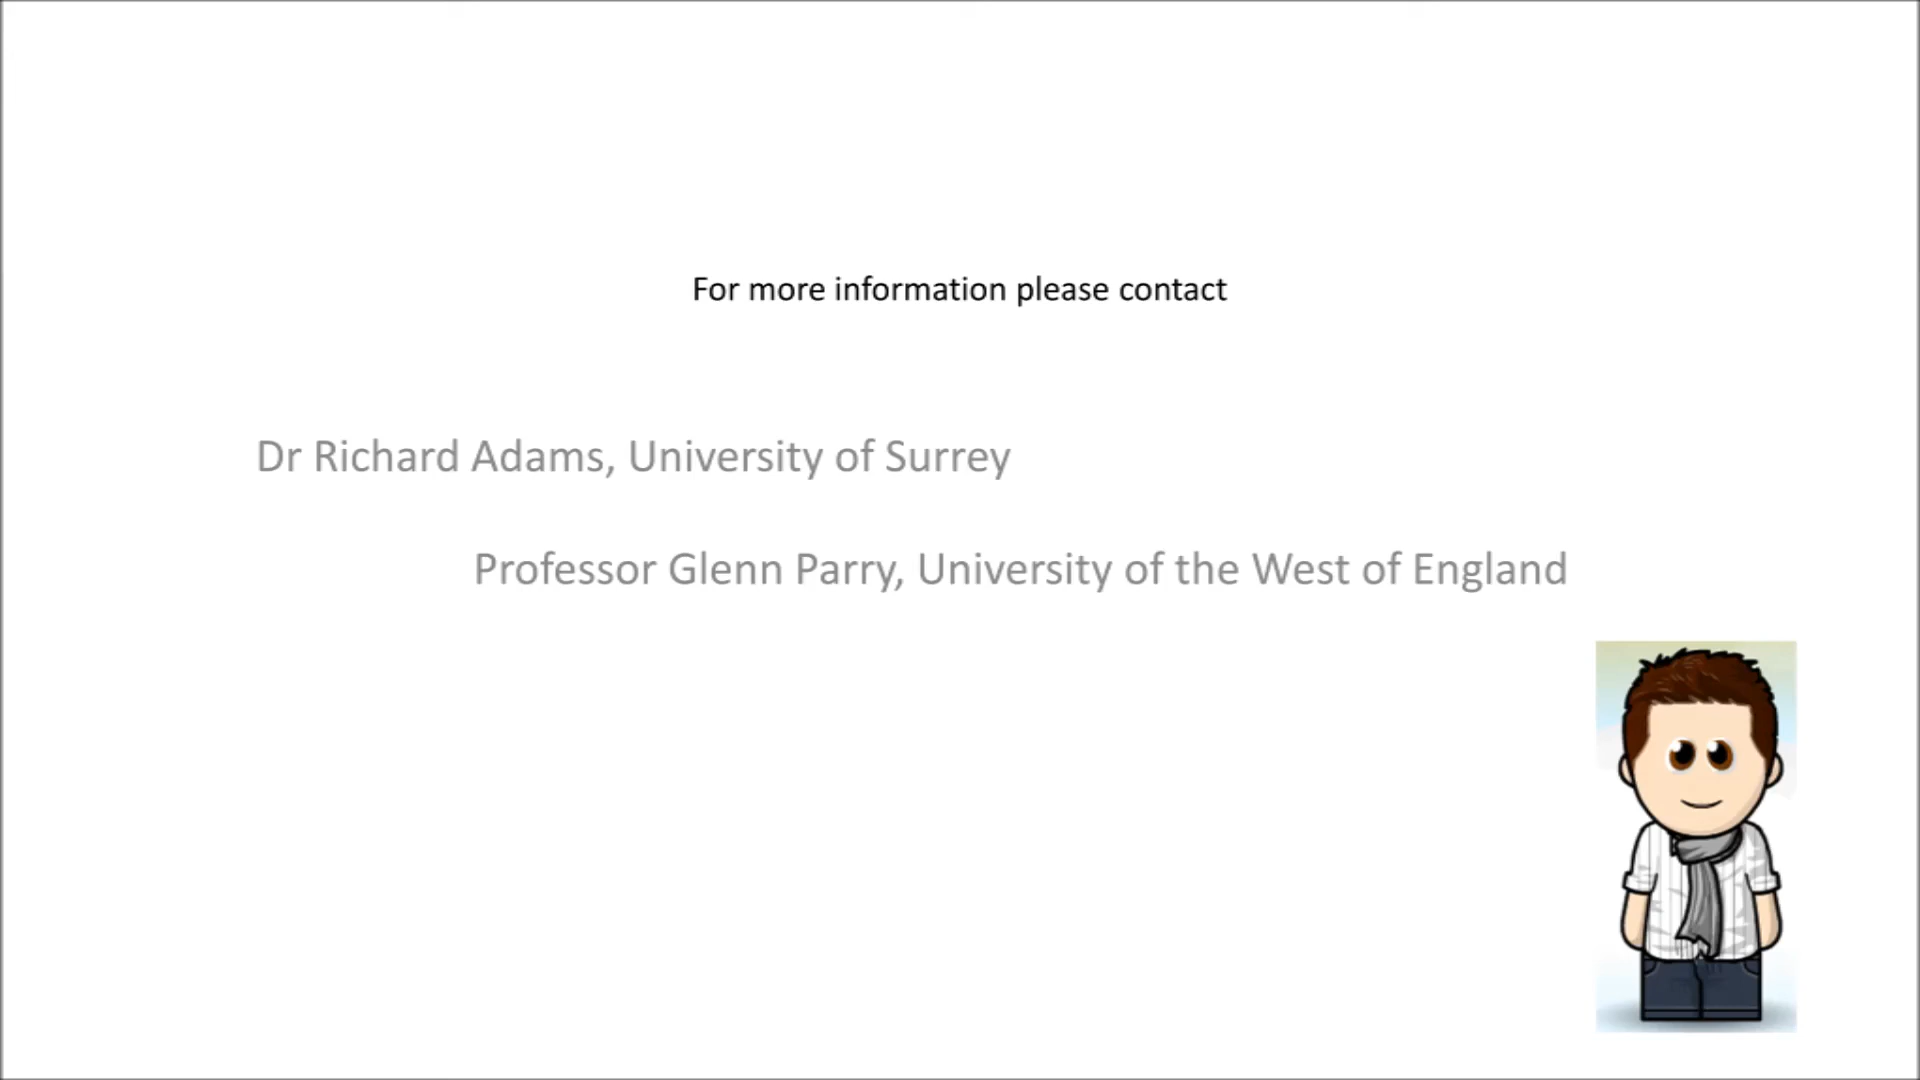 For more information please contact
Dr Richard Adams, University of Surrey
Professor Glenn Parry, University of the West of England